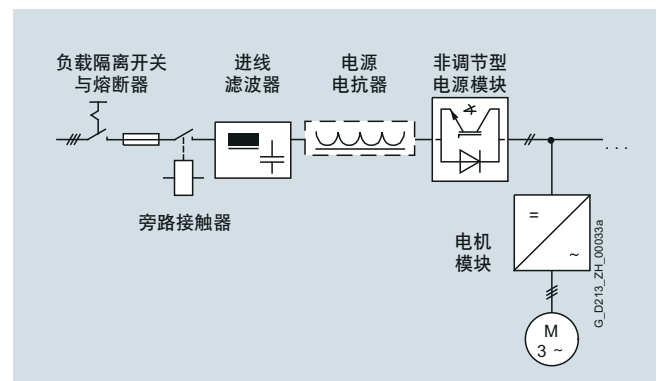 负载隔离开关
与熔断器
进线
滤波器
电源
电抗器
非调节型
电源模块
. . .
旁路接触器
电机
模块
=
~
G_D213_ZH_00033a
M
3 ~